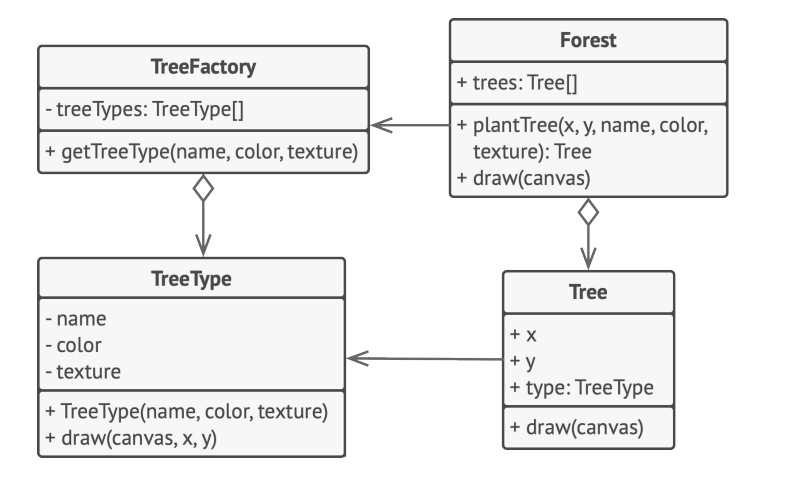 TreeFactory
- treeTypes: TreeType[]
+ getTreeType(name, color, texture)
Forest
+ trees: Tree[]
+ plantTree(x, y, name, color,
texture): Tree
+ draw(canvas)
TreeType
- name
- color
- texture
+ TreeType(name, color, texture)
+ draw(canvas, x, y)
Tree
+ x
+ y
+ type: TreeType
+ draw(canvas)